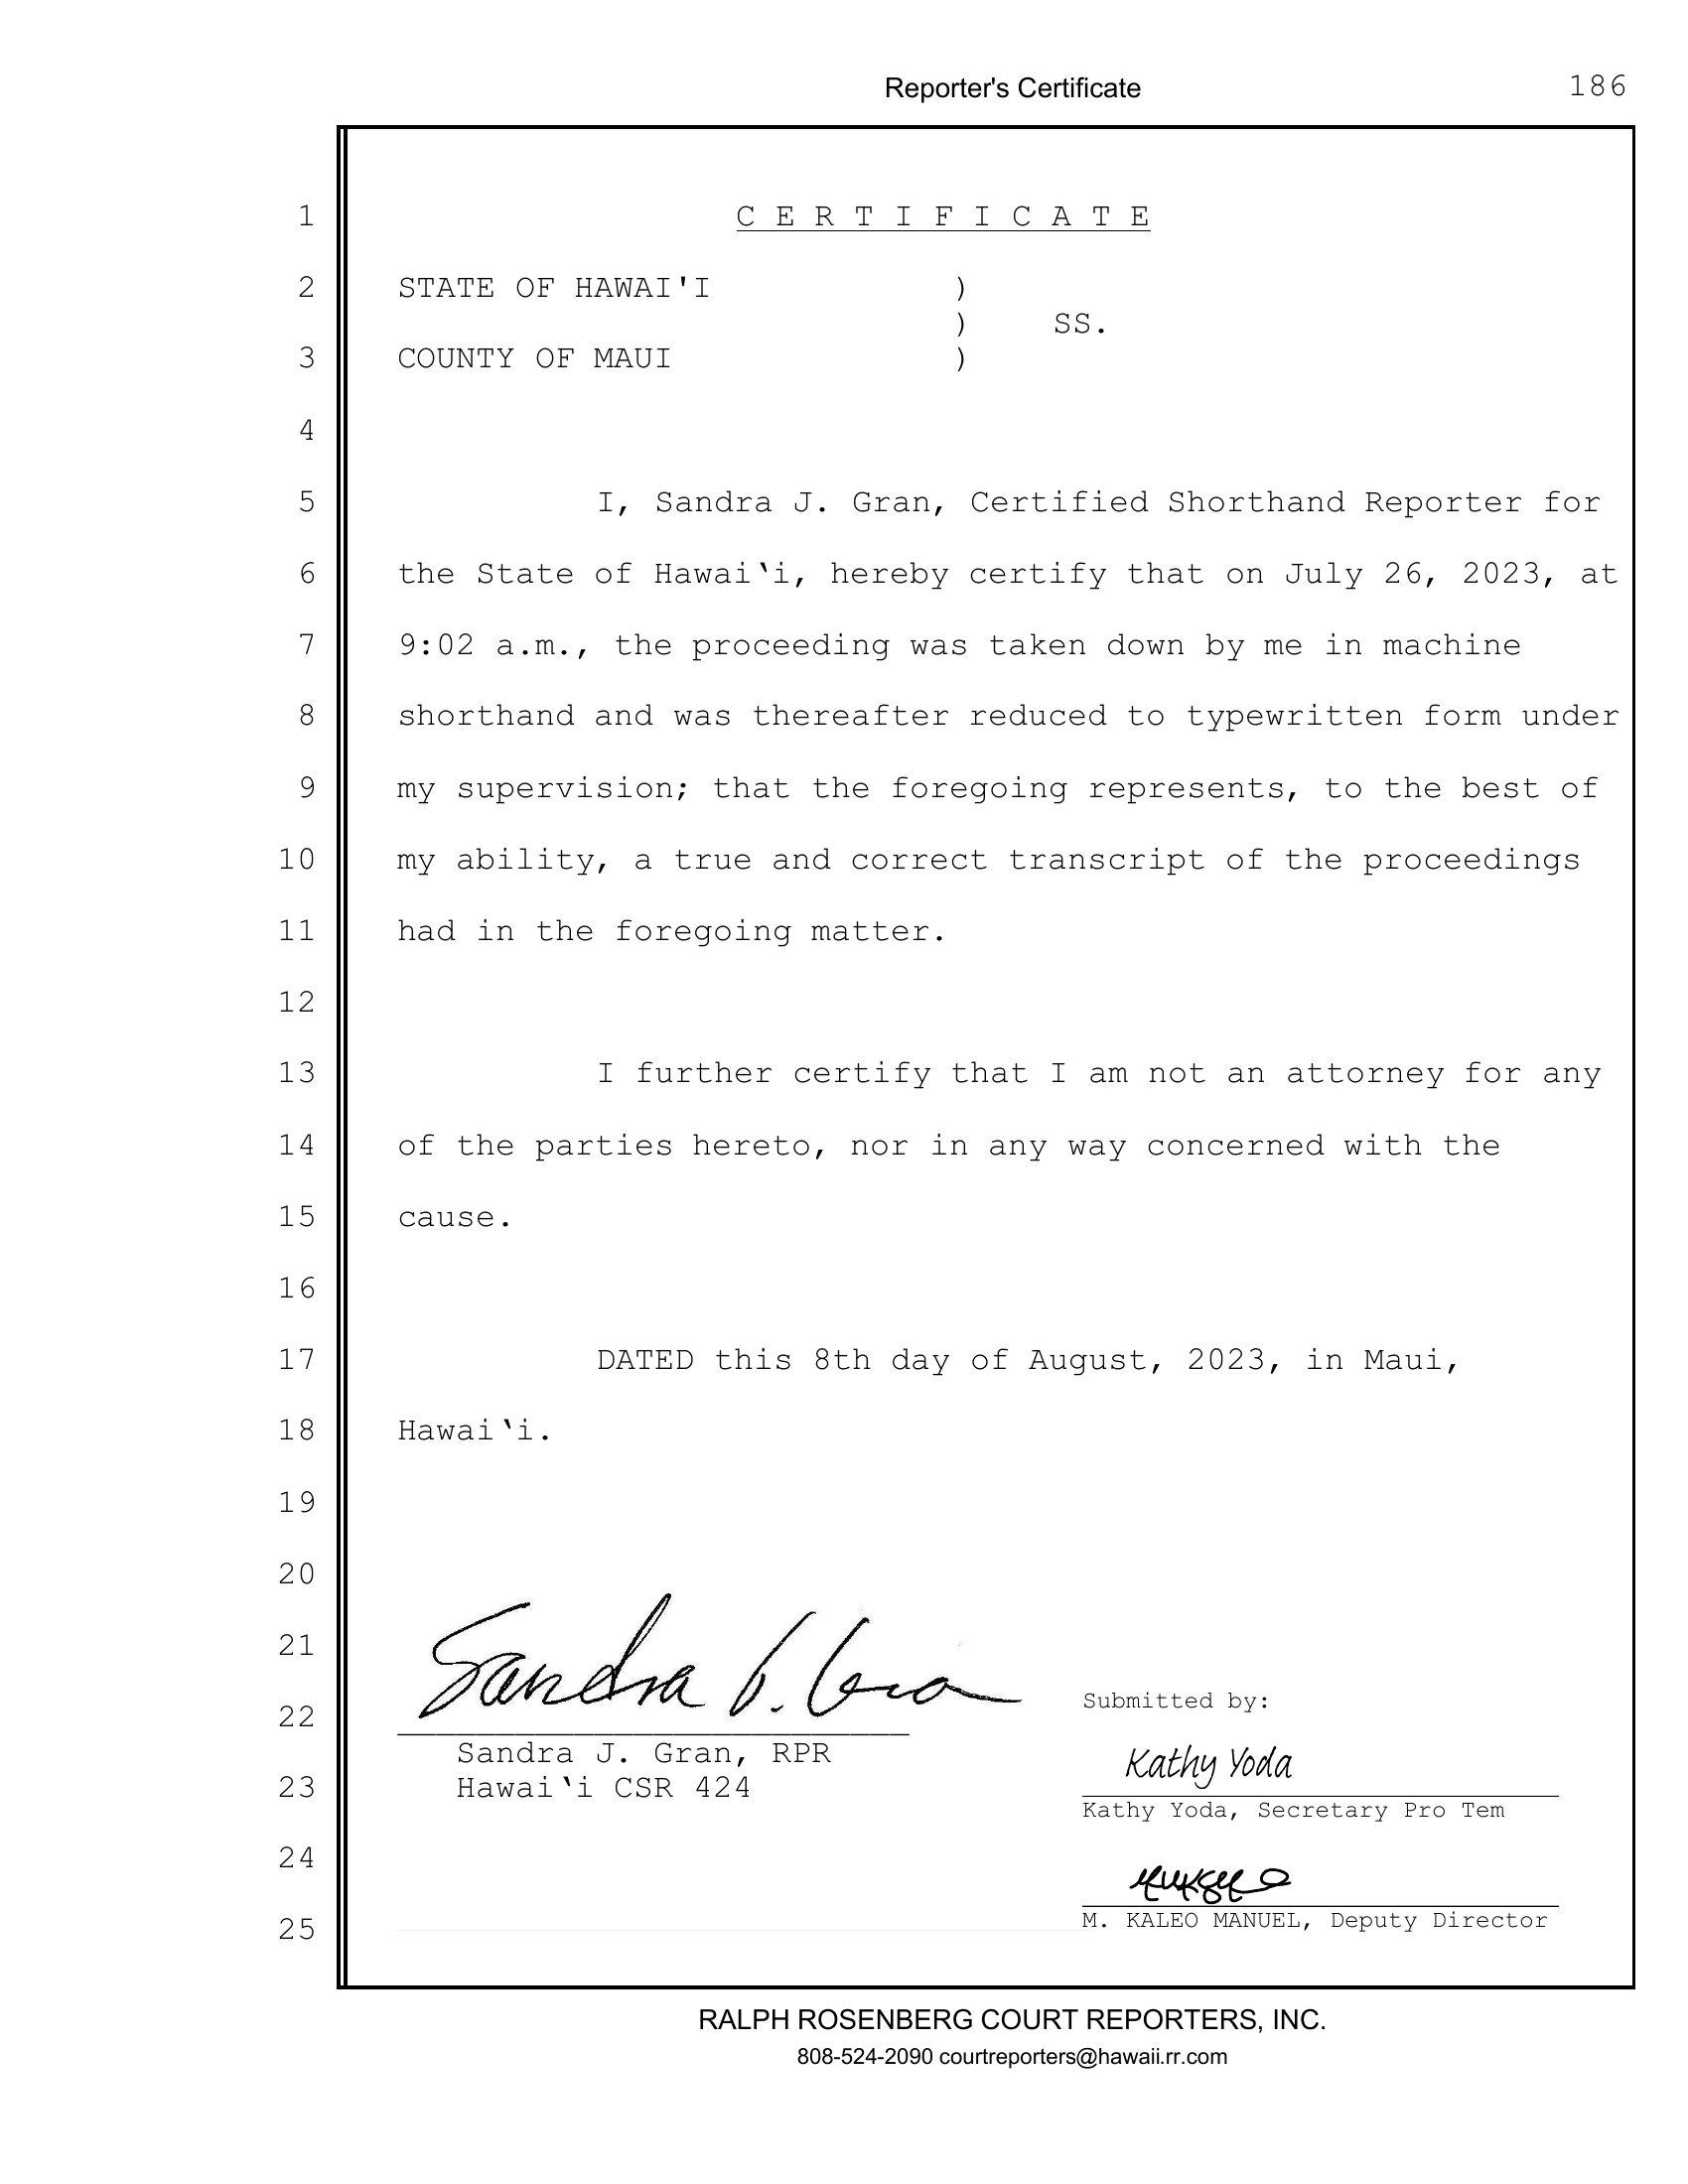 Reporter's Certificate 186
1 C E R T I F I C A T E
2 STATE OF HAWAI'I )
) SS.
3 COUNTY OF MAUI )
4
5 I, Sandra J. Gran, Certified Shorthand Reporter for
6 the State of Hawai‘i, hereby certify that on July 26, 2023, at
7 9:02 a.m., the proceeding was taken down by me in machine
8 shorthand and was thereafter reduced to typewritten form under
9 my supervision; that the foregoing represents, to the best of
10 my ability, a true and correct transcript of the proceedings
11 had in the foregoing matter.
12
13 I further certify that I am not an attorney for any
14 of the parties hereto, nor in any way concerned with the
15 cause.
16
17 DATED this 8th day of August, 2023, in Maui,
18 Hawai‘i.
19
20
21 Sandra J. Gran
22 Submitted by:
Sandra J. Gran, RPR
Kathy Yoda
23 Hawai‘i CSR 424
Kathy Yoda, Secretary Pro Tem
24
25 M. KALEO MANUEL, Deputy Director
RALPH ROSENBERG COURT REPORTERS, INC.
808-524-2090 courtreporters@hawaii.rr.com